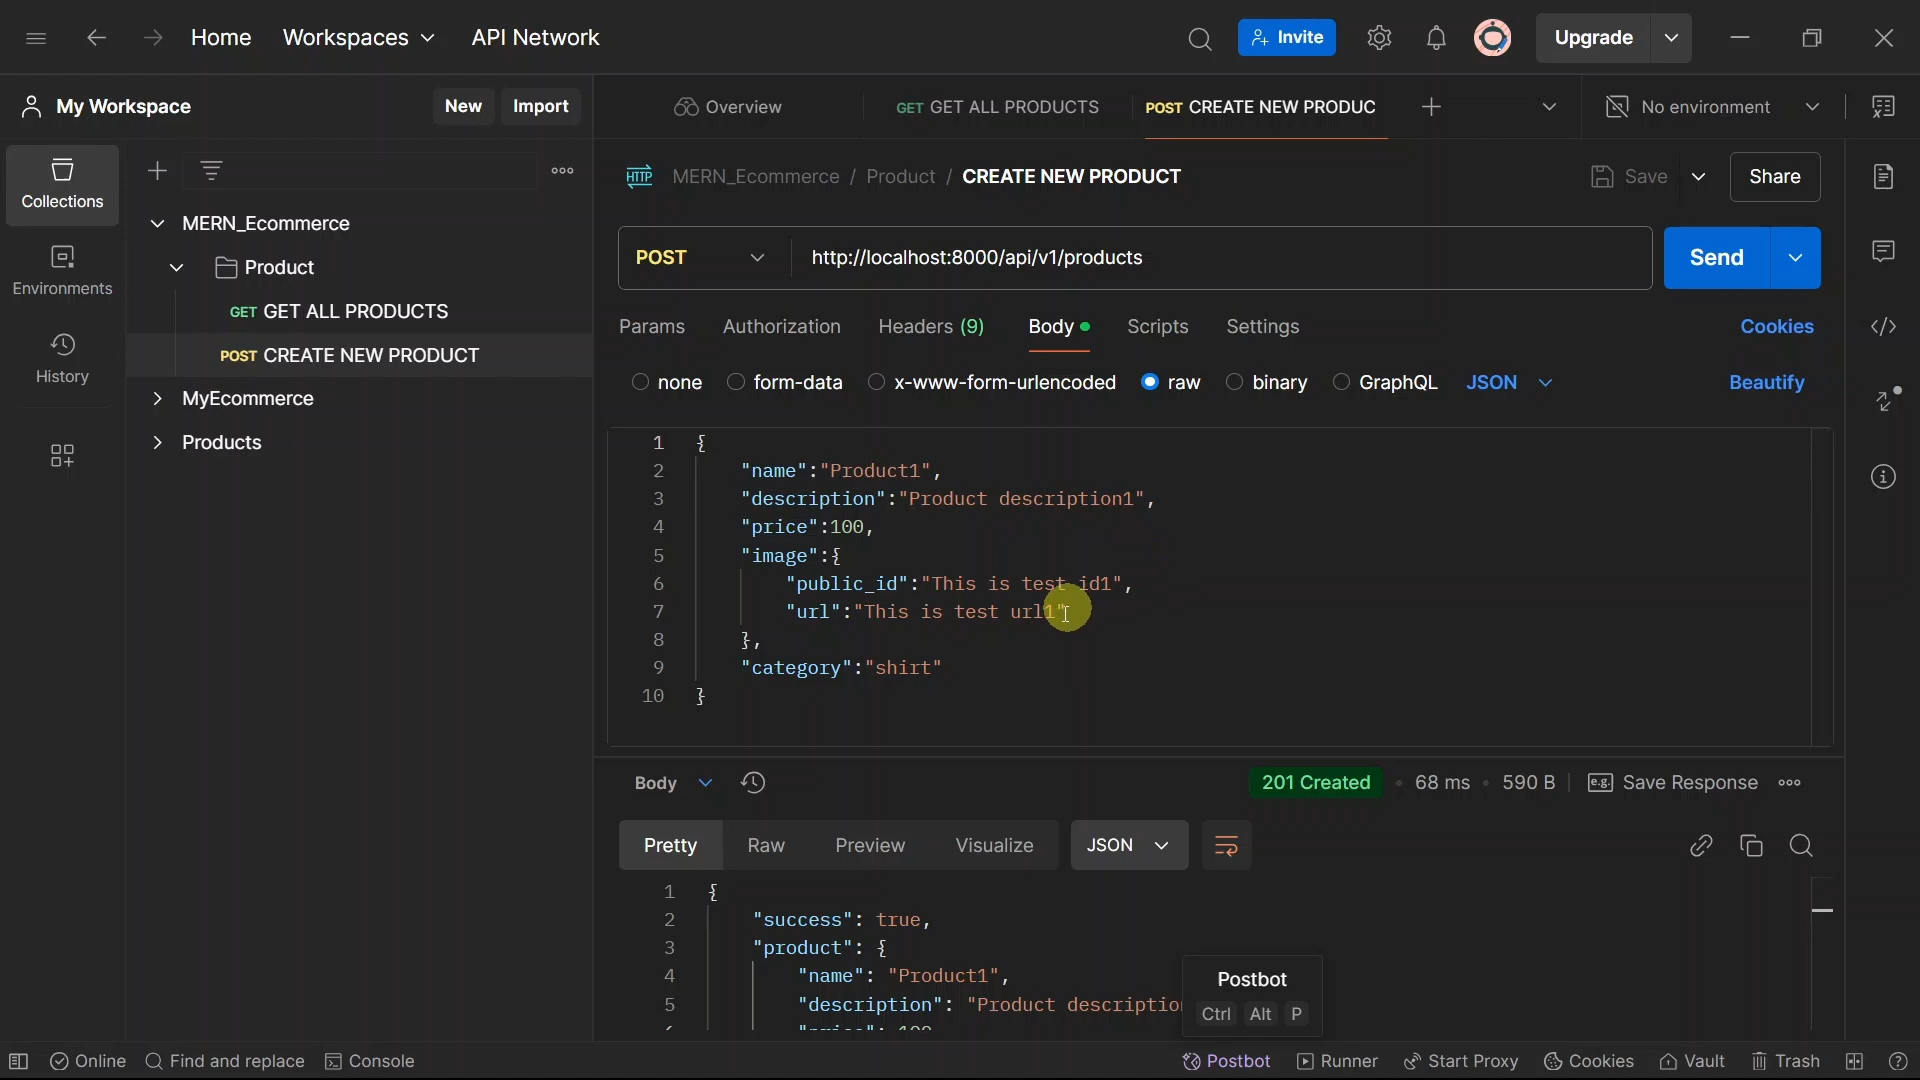 Home Workspaces API Network Invite Upgrade
My Workspace New Import
Overview GET GET ALL PRODUCTS POST CREATE NEW PRODUC No environment
Collections
Environments
History
MERN_Ecommerce
Product
GET GET ALL PRODUCTS
POST CREATE NEW PRODUCT
MyEcommerce
Products
HTTP MERN_Ecommerce / Product / CREATE NEW PRODUCT Save Share
POST http://localhost:8000/api/v1/products Send
Params Authorization Headers (9) Body Scripts Settings Cookies
none form-data x-www-form-urlencoded raw binary GraphQL JSON Beautify
1 {
2 "name":"Product1",
3 "description":"Product description1",
4 "price":100,
5 "image":{
6 "public_id":"This is test id1",
7 "url":"This is test url1"
8 },
9 "category":"shirt"
10 }
Body 201 Created • 68 ms • 590 B e.g. Save Response
Pretty Raw Preview Visualize JSON
1 {
2 "success": true,
3 "product": {
4 "name": "Product1",
5 "description": "Product descriptio
Postbot
Ctrl Alt P
Online Find and replace Console Postbot Runner Start Proxy Cookies Vault Trash